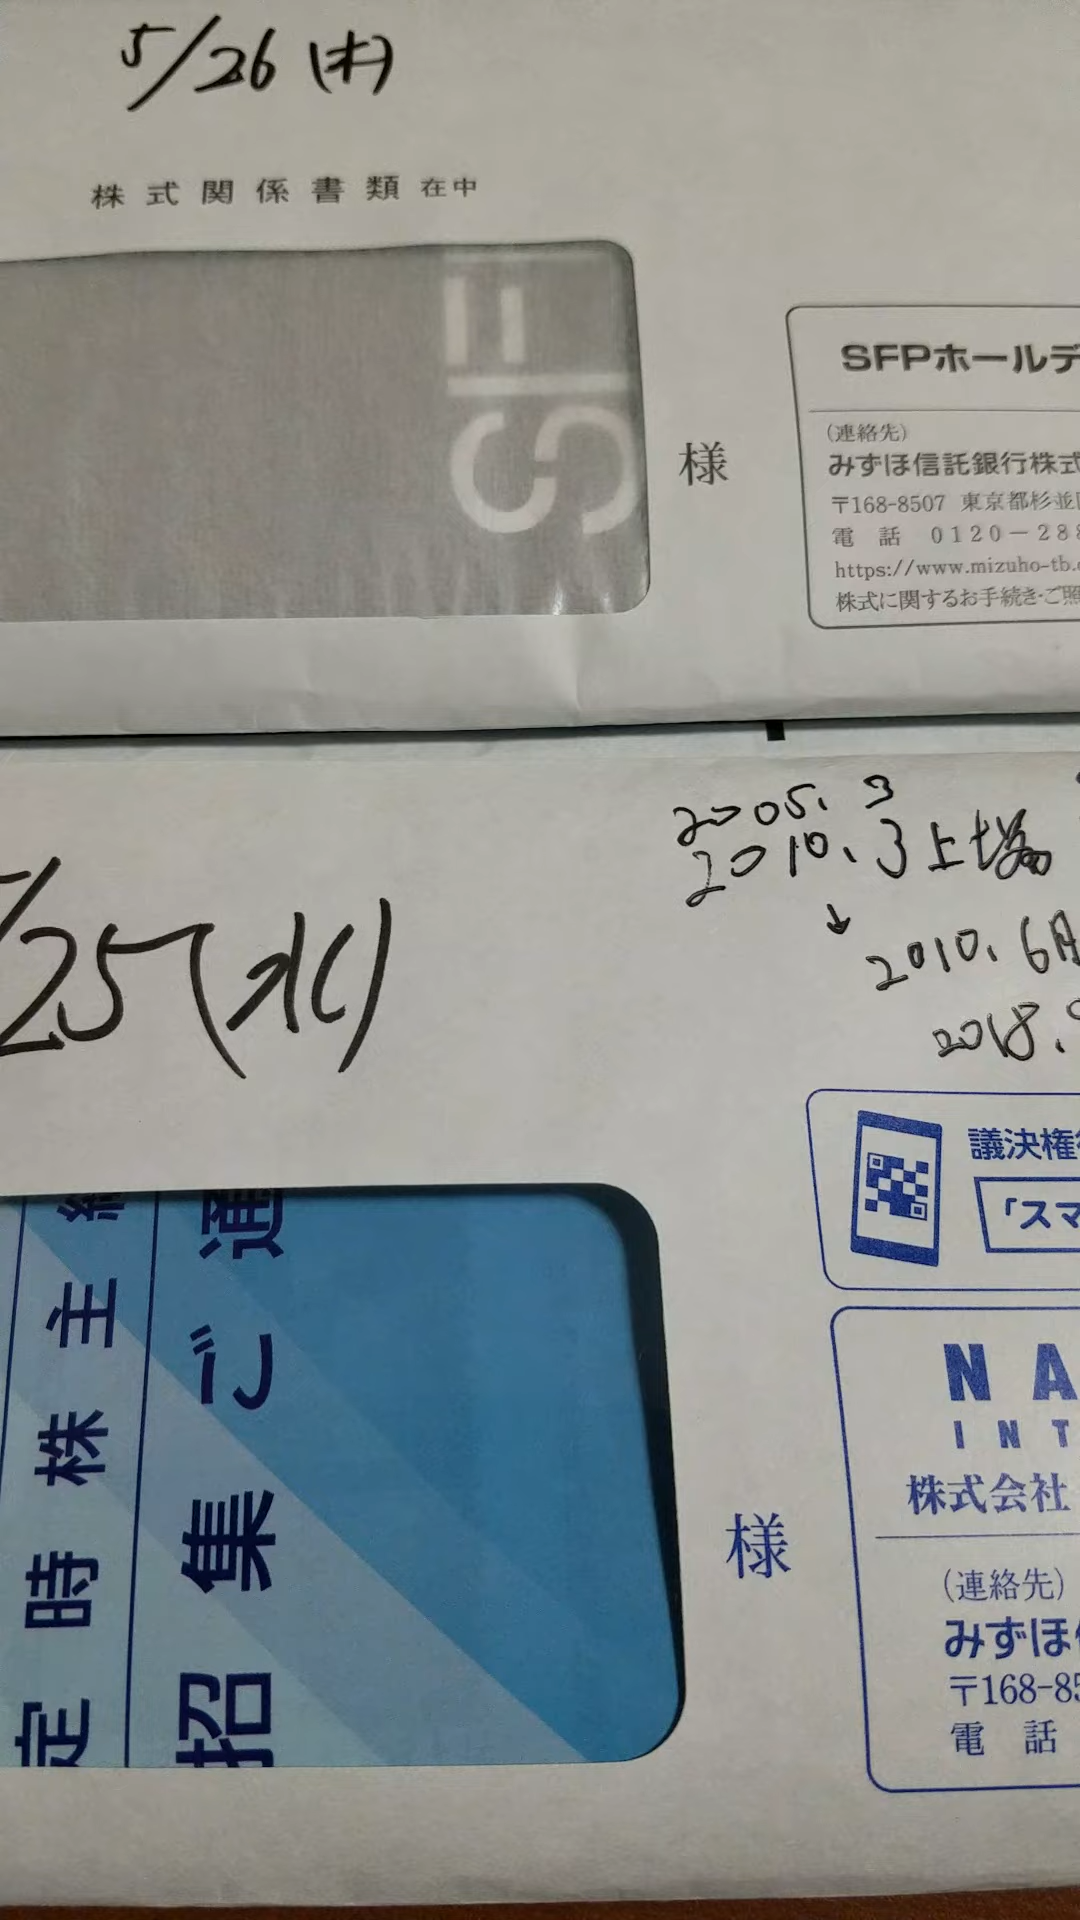 5/26 (木)
株式関係書類在中
様
SFPホールデ
(連絡先)
みずほ信託銀行株式
〒168-8507 東京都杉並
電話 0120-288
https://www.mizuho-tb.
株式に関するお手続き・ご照
2005. 3
2010. 3 上場
↓
2010. 6月
2018.
/25 (水)
議決権
「スマ
定時株主総
招集ご通
様
NA
INT
株式会社
(連絡先)
みずほ
〒168-85
電話